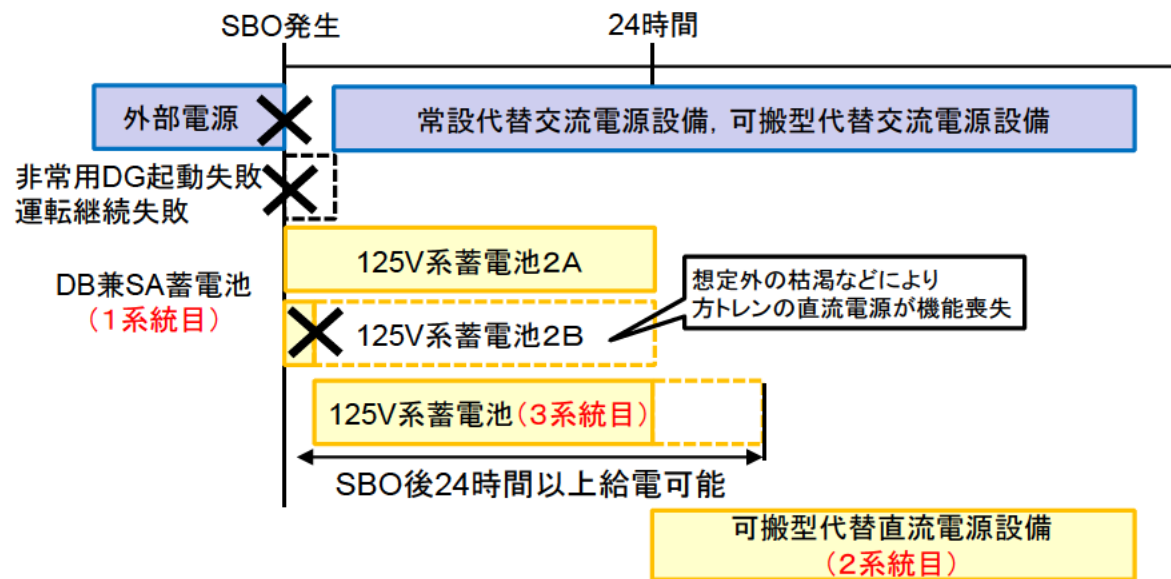 SBO発生
24時間
外部電源
常設代替交流電源設備，可搬型代替交流電源設備
非常用DG起動失敗
運転継続失敗
125V系蓄電池2A
DB兼SA蓄電池
（1系統目）
想定外の枯渇などにより
方トレンの直流電源が機能喪失
125V系蓄電池2B
125V系蓄電池（3系統目）
SBO後24時間以上給電可能
可搬型代替直流電源設備
（2系統目）